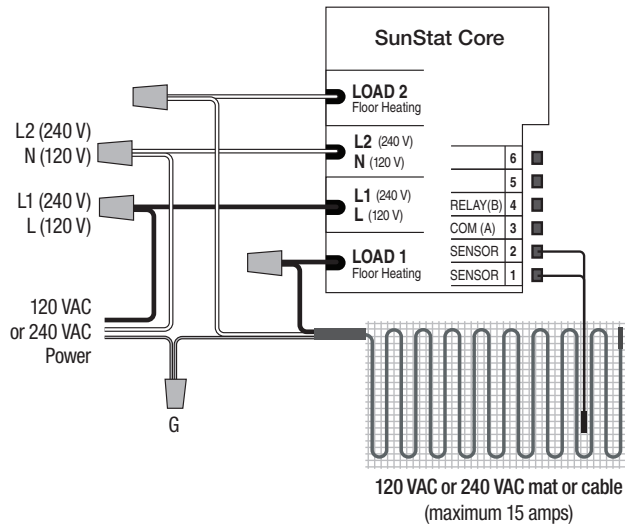 SunStat Core
LOAD 2
Floor Heating
L2 (240 V)
N (120 V)
L2 (240 V)
N (120 V)
L1 (240 V)
L (120 V)
L1 (240 V)
L (120 V)
LOAD 1
Floor Heating
6
5
RELAY(B) 4
COM (A) 3
SENSOR 2
SENSOR 1
120 VAC
or 240 VAC
Power
G
120 VAC or 240 VAC mat or cable
(maximum 15 amps)